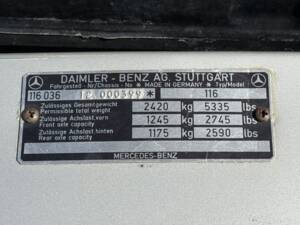 DAIMLER - BENZ AG. STUTTGART
Fahrgestell - Nr/Chassis - No MADE IN GERMANY Typ/Model
116 036 12 000399 * 116
Zulässiges Gesamtgewicht 2420 kg 5335 lbs
Permissible total weight
Zulässige Achslast vorn 1245 kg 2745 lbs
Front axle capacity
Zulässige Achslast hinten 1175 kg 2590 lbs
Rear axle capacity
MERCEDES-BENZ